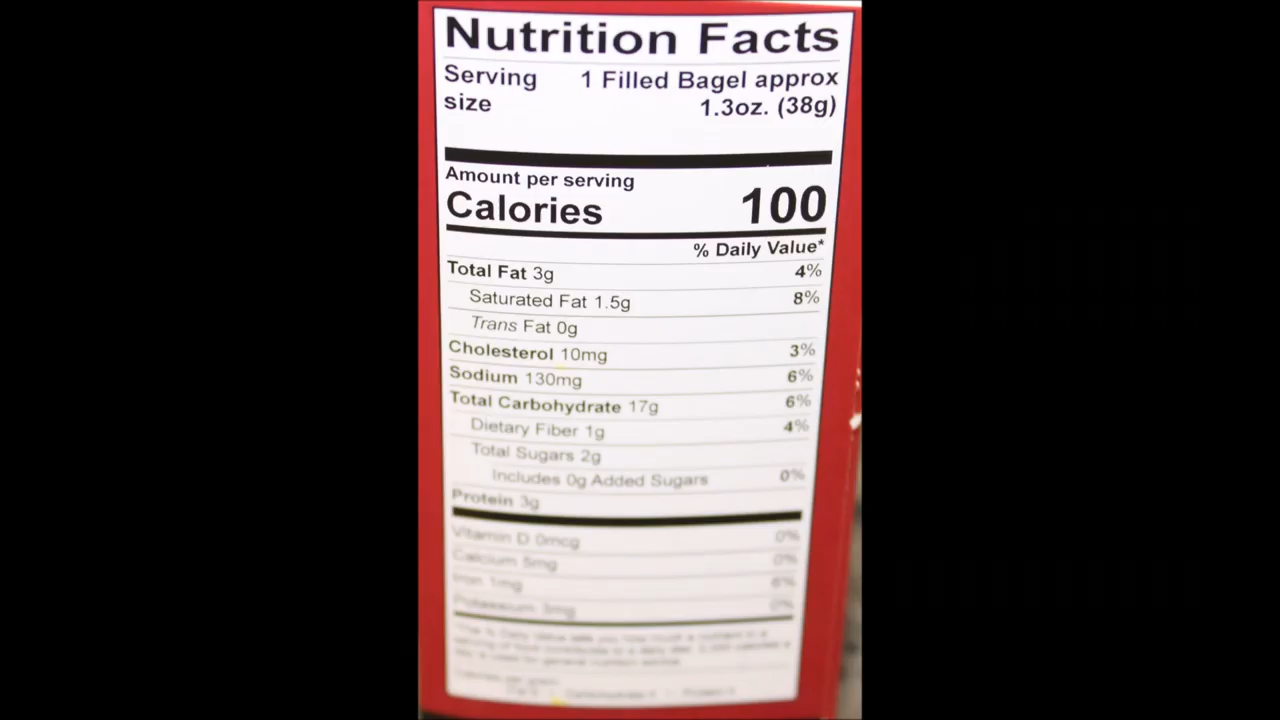 Nutrition Facts
Serving size 1 Filled Bagel approx
1.3oz. (38g)
Amount per serving
Calories 100
% Daily Value*
Total Fat 3g 4%
Saturated Fat 1.5g 8%
Trans Fat 0g
Cholesterol 10mg 3%
Sodium 130mg 6%
Total Carbohydrate 17g 6%
Dietary Fiber 1g 4%
Total Sugars 2g
Includes 0g Added Sugars 0%
Protein 3g
Vitamin D 0mcg 0%
Calcium 5mg 0%
Iron 1mg 6%
Potassium 0%